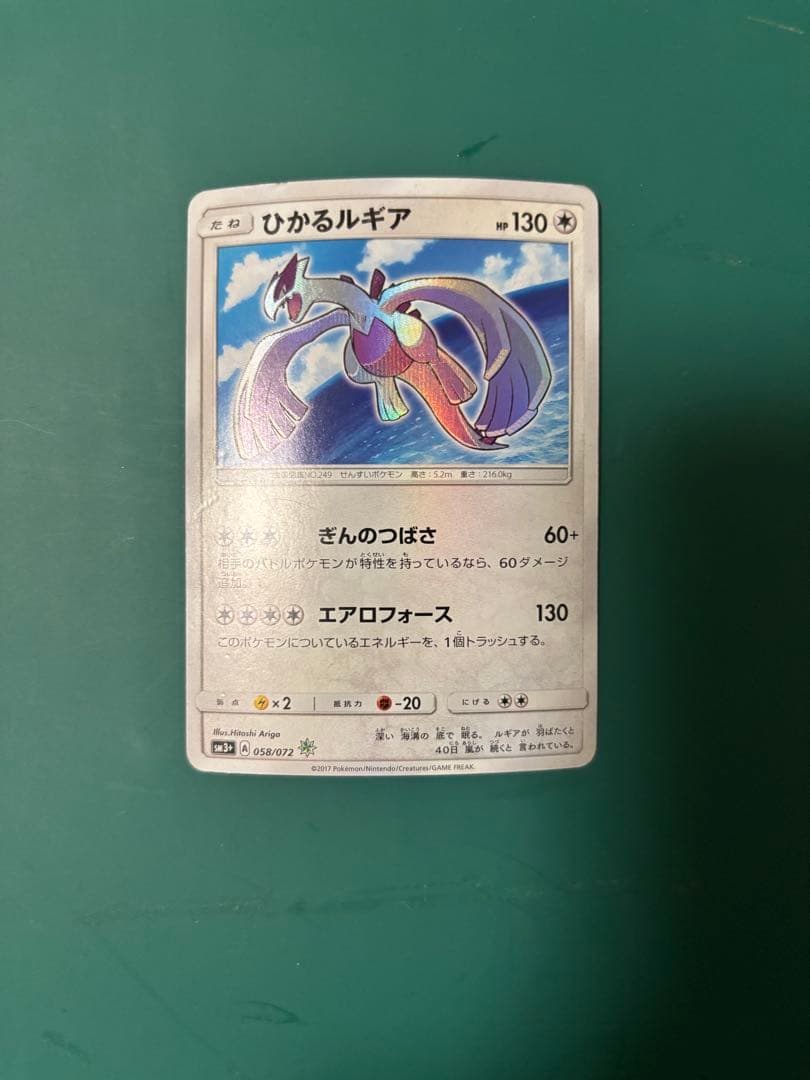 たね ひかるルギア HP 130
全国図鑑NO.249 せんすいポケモン 高さ：5.2m 重さ：216.0kg
ぎんのつばさ 60+
相手のバトルポケモンが特性を持っているなら、60ダメージ
追加。
エアロフォース 130
このポケモンについているエネルギーを、1個トラッシュする。
弱点 ×2 抵抗力 -20 にげる
Illus.Hitoshi Ariga
深い 海溝の 底で 眠る。 ルギアが 羽ばたくと
40日 嵐が 続くと 言われている。
SM3+ A 058/072
©2017 Pokémon/Nintendo/Creatures/GAME FREAK.